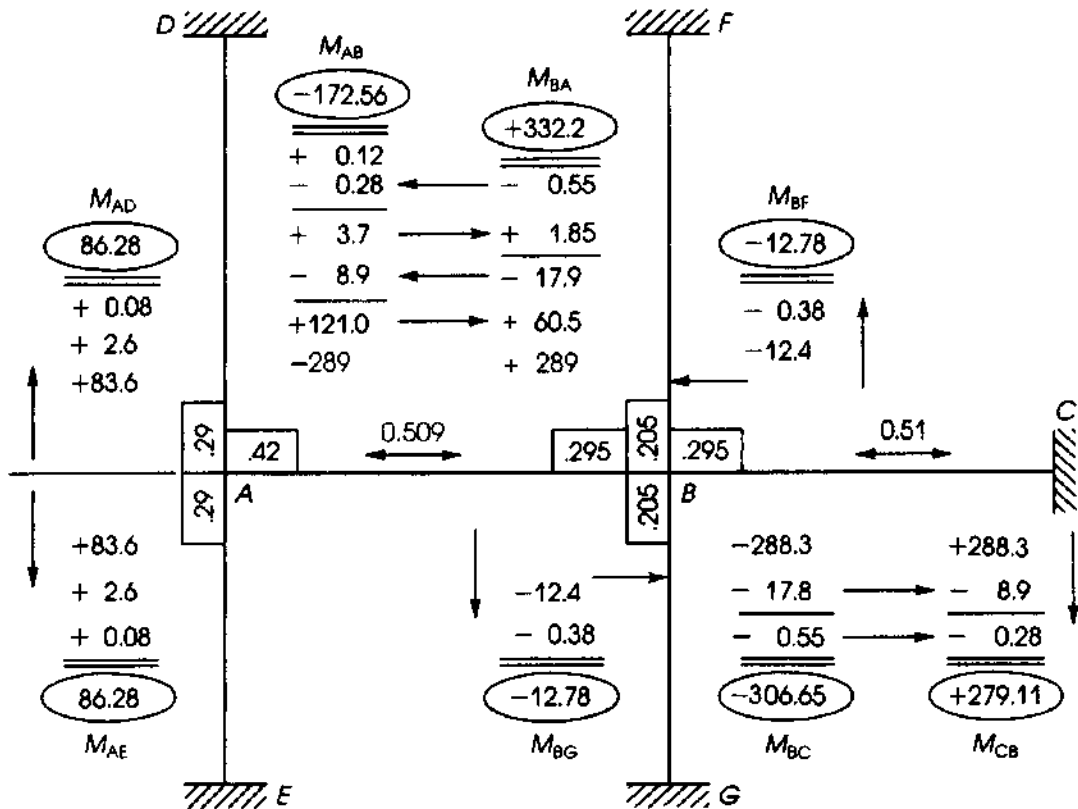 D
F
M_AB
−172.56
M_BA
+332.2
+ 0.12
− 0.28
− 0.55
M_AD
86.28
+ 3.7
+ 1.85
M_BF
−12.78
− 8.9
− 17.9
+ 0.08
+ 2.6
+83.6
+121.0
+ 60.5
−289
+ 289
− 0.38
−12.4
.29
.42
0.509
.295
.205
.295
0.51
C
.29
A
.205
B
+83.6
+ 2.6
+ 0.08
86.28
M_AE
−12.4
− 0.38
−12.78
M_BG
−288.3
− 17.8
− 0.55
−306.65
M_BC
+288.3
− 8.9
− 0.28
+279.11
M_CB
E
G